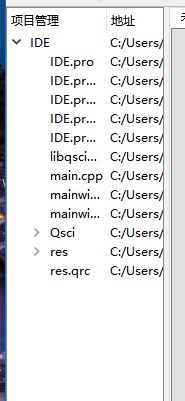 项目管理 地址
IDE C:/Users/
IDE.pro C:/Users/
IDE.pr... C:/Users/
IDE.pr... C:/Users/
IDE.pr... C:/Users/
IDE.pr... C:/Users/
libqsci... C:/Users/
main.cpp C:/Users/
mainwi... C:/Users/
mainwi... C:/Users/
Qsci C:/Users/
res C:/Users/
res.qrc C:/Users/